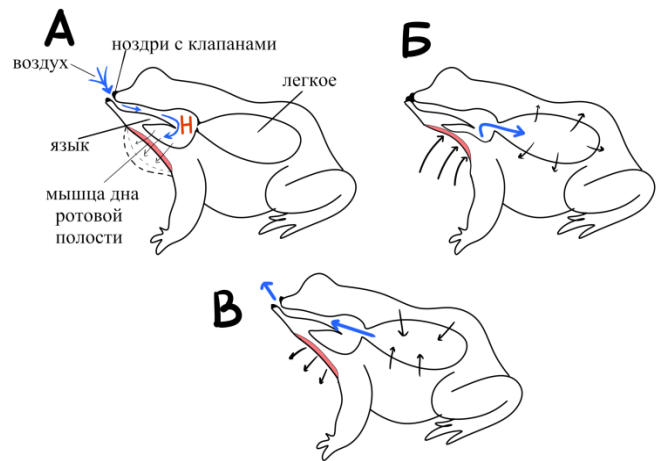 А
ноздри с клапанами
воздух
легкое
Н
язык
мышца дна
ротовой
полости
Б
В